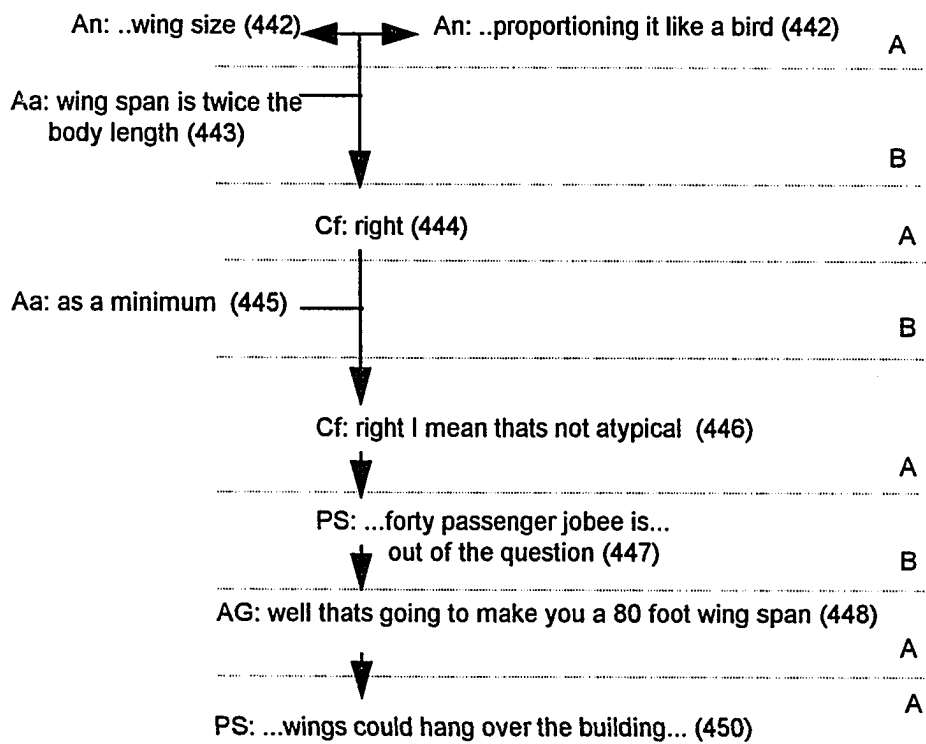 An: ..wing size (442) An: ..proportioning it like a bird (442)
A
Aa: wing span is twice the
body length (443)
B
Cf: right (444)
A
Aa: as a minimum (445)
B
Cf: right I mean thats not atypical (446)
A
PS: ...forty passenger jobee is...
out of the question (447)
B
AG: well thats going to make you a 80 foot wing span (448)
A
A
PS: ...wings could hang over the building... (450)